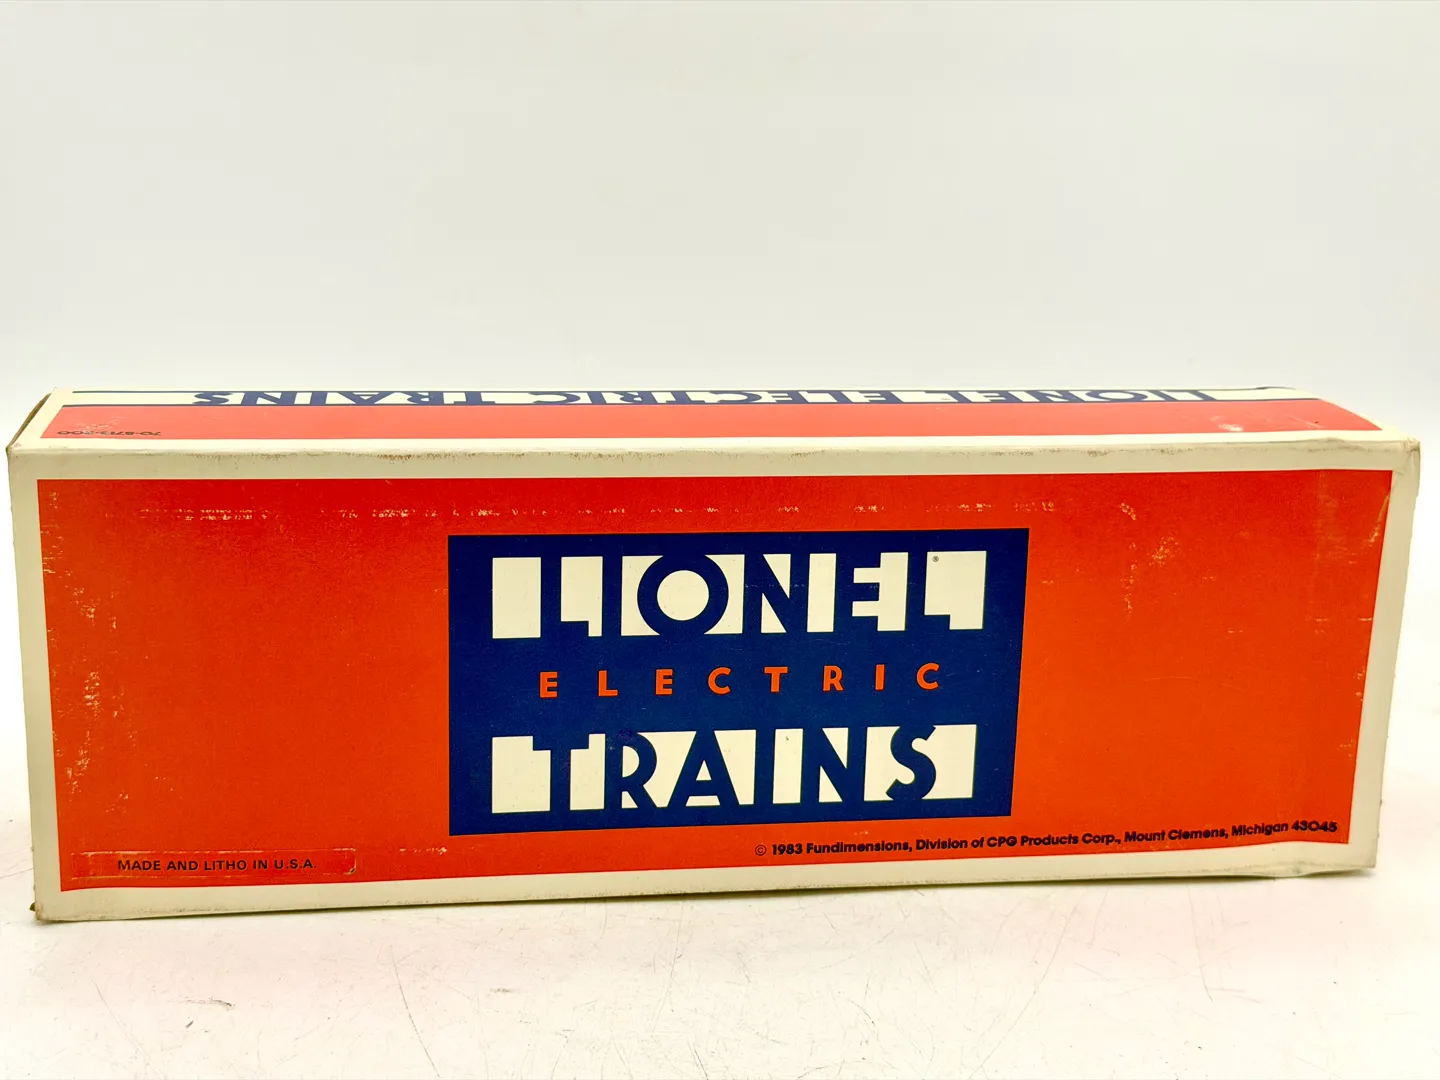 LIONEL ELECTRIC TRAINS
LIONEL®
ELECTRIC
TRAINS
© 1983 Fundimensions, Division of CPG Products Corp., Mount Clemens, Michigan 43045
MADE AND LITHO IN U.S.A.